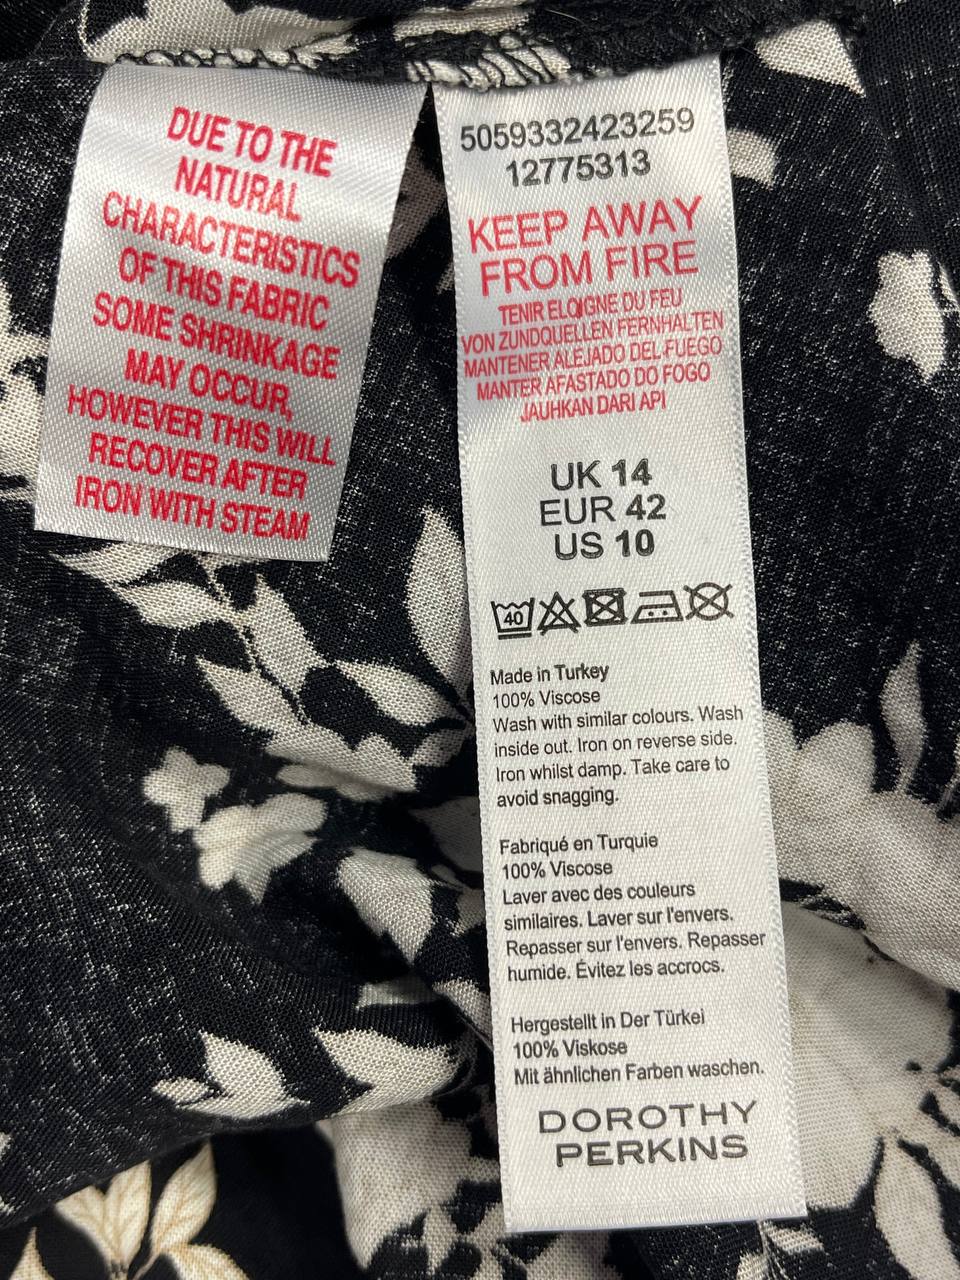 DUE TO THE
NATURAL
CHARACTERISTICS
OF THIS FABRIC
SOME SHRINKAGE
MAY OCCUR,
HOWEVER THIS WILL
RECOVER AFTER
IRON WITH STEAM
5059332423259
12775313
KEEP AWAY
FROM FIRE
TENIR ELOIGNE DU FEU
VON ZUNDQUELLEN FERNHALTEN
MANTENER ALEJADO DEL FUEGO
MANTER AFASTADO DO FOGO
JAUHKAN DARI API
UK 14
EUR 42
US 10
40
Made in Turkey
100% Viscose
Wash with similar colours. Wash
inside out. Iron on reverse side.
Iron whilst damp. Take care to
avoid snagging.
Fabriqué en Turquie
100% Viscose
Laver avec des couleurs
similaires. Laver sur l'envers.
Repasser sur l'envers. Repasser
humide. Évitez les accrocs.
Hergestellt in Der Türkei
100% Viskose
Mit ähnlichen Farben waschen.
DOROTHY
PERKINS